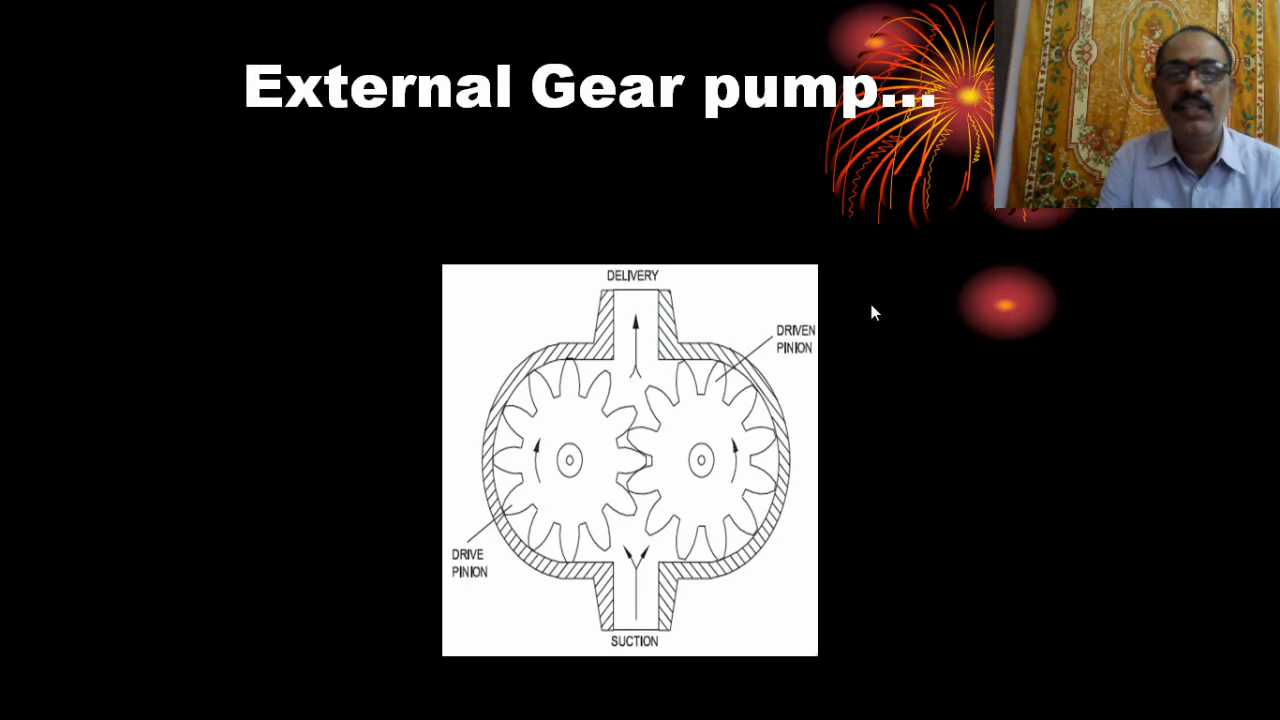 External Gear pump...
DELIVERY
DRIVEN
PINION
DRIVE
PINION
SUCTION